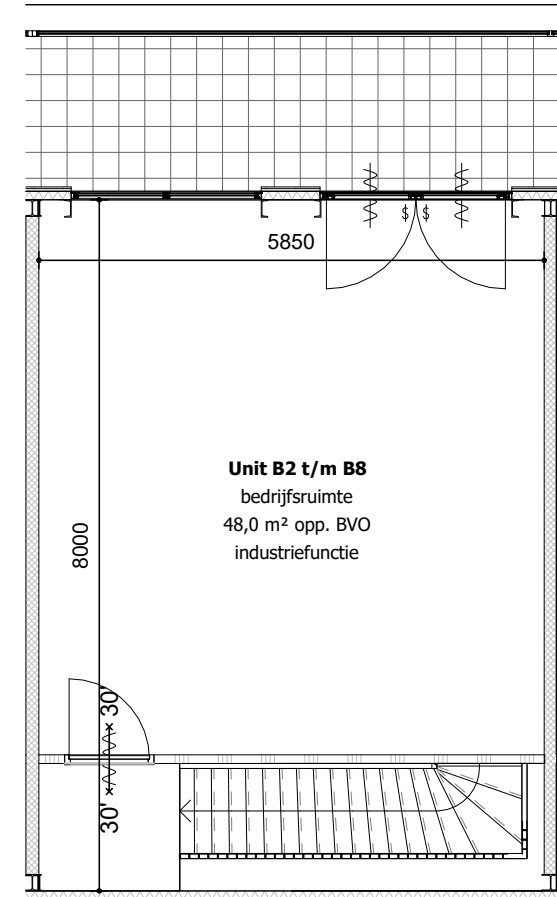 5850
Unit B2 t/m B8
bedrijfsruimte
48,0 m² opp. BVO
industriefunctie
8000
30' 30'